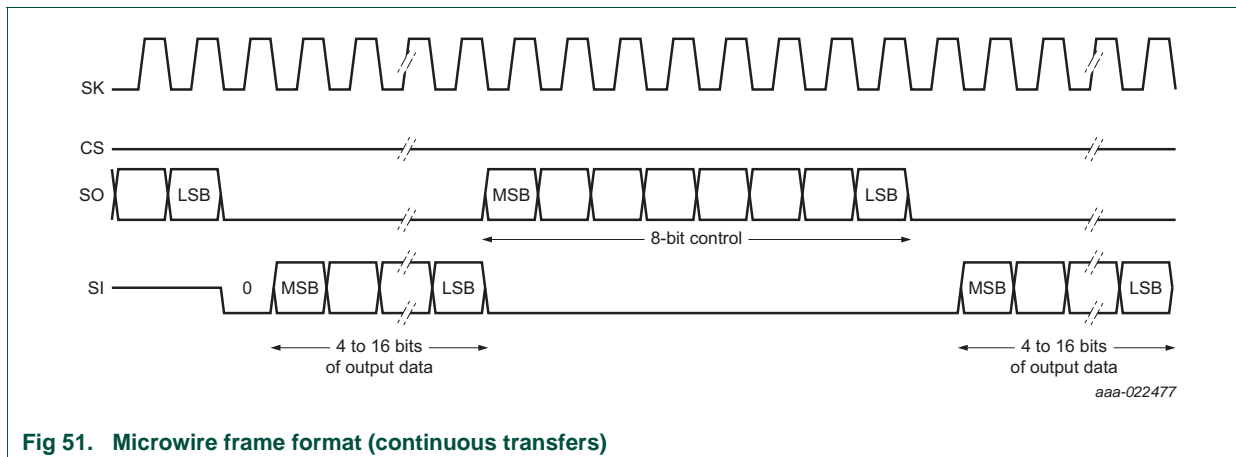 SK
CS
SO
LSB
MSB
LSB
8-bit control
SI
0
MSB
LSB
MSB
LSB
4 to 16 bits
of output data
4 to 16 bits
of output data
aaa-022477
Fig 51. Microwire frame format (continuous transfers)